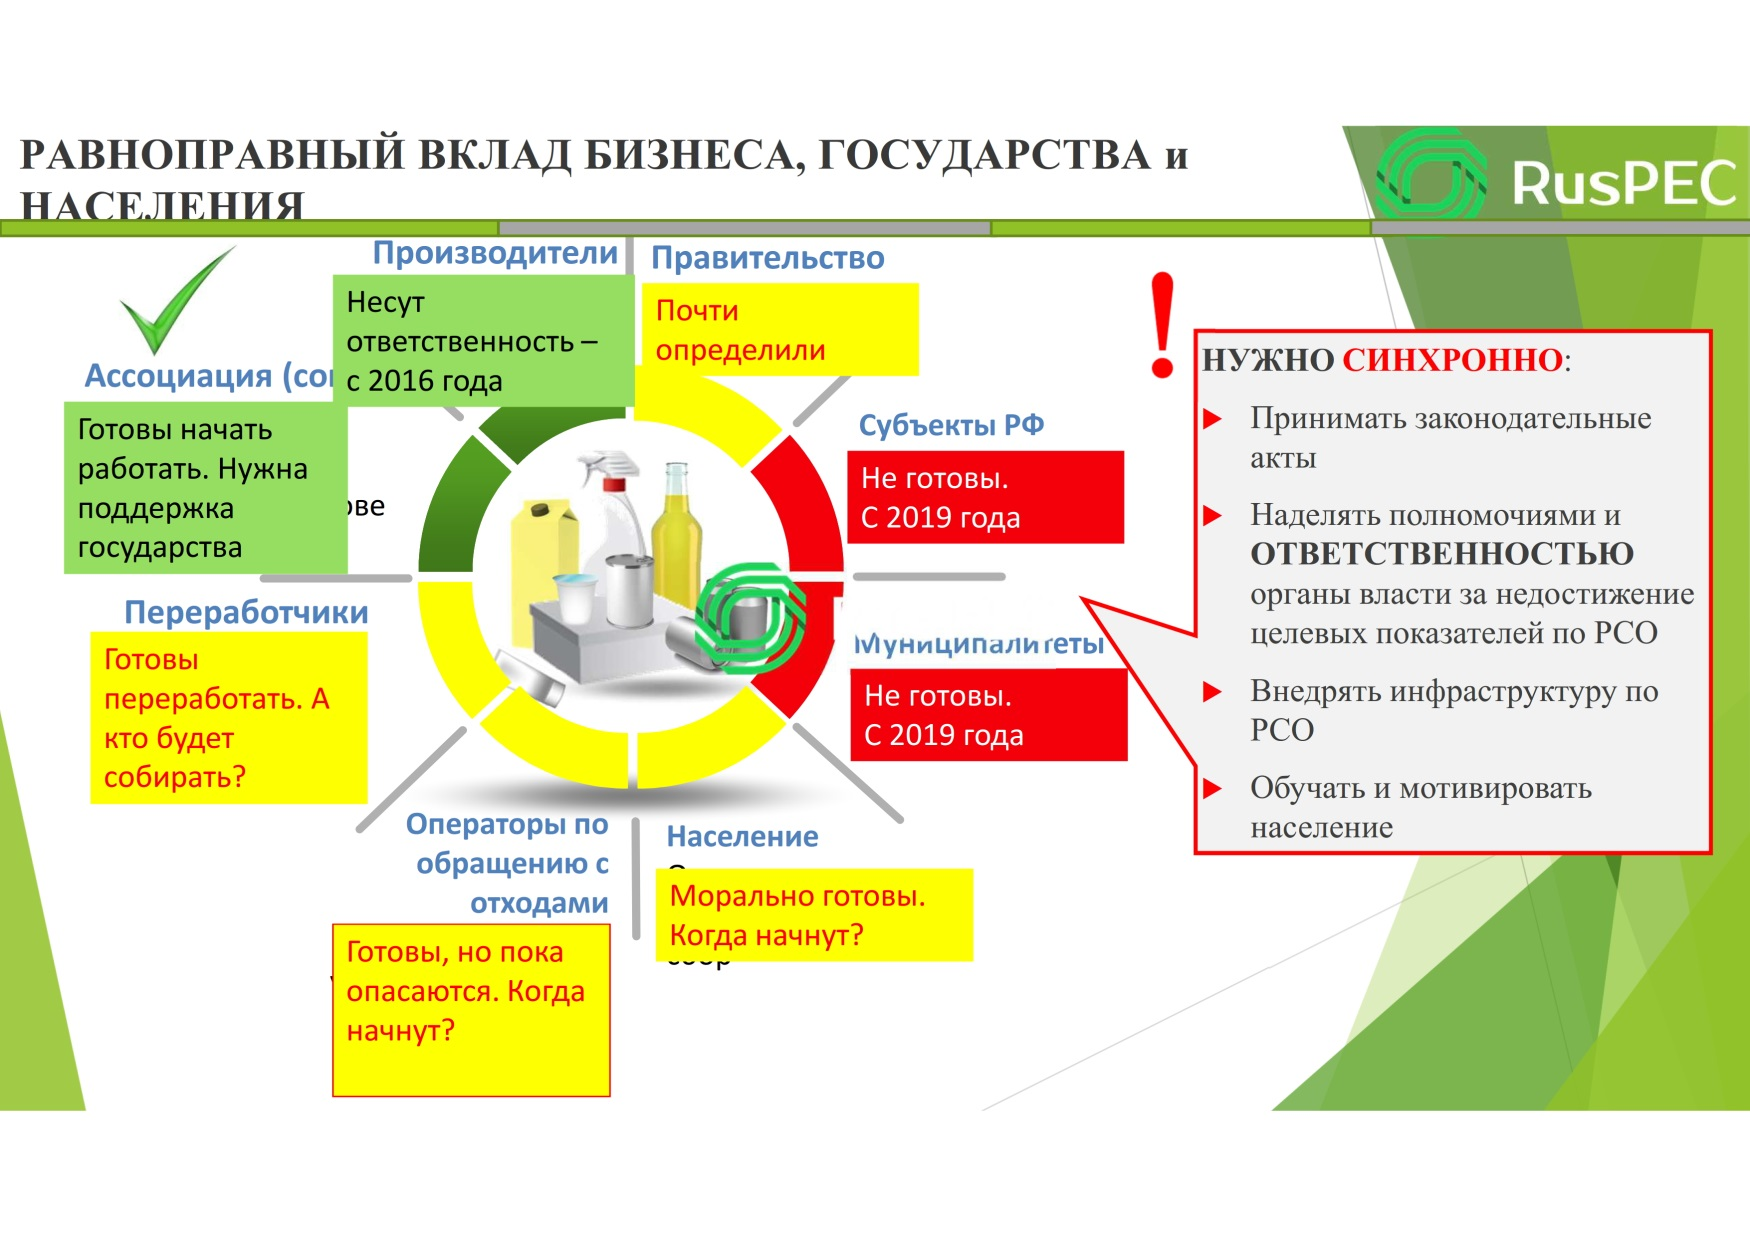 РАВНОПРАВНЫЙ ВКЛАД БИЗНЕСА, ГОСУДАРСТВА и
НАСЕЛЕНИЯ
RusPEC
Производители
Несут
ответственность –
с 2016 года
Правительство
Почти
определили
Ассоциация
Готовы начать
работать. Нужна
поддержка
государства
Субъекты РФ
Не готовы.
С 2019 года
Переработчики
Готовы
переработать. А
кто будет
собирать?
Муниципалитеты
Не готовы.
С 2019 года
Операторы по
обращению с
отходами
Готовы, но пока
опасаются. Когда
начнут?
Население
Морально готовы.
Когда начнут?
НУЖНО СИНХРОННО:
Принимать законодательные
акты
Наделять полномочиями и
ОТВЕТСТВЕННОСТЬЮ
органы власти за недостижение
целевых показателей по РСО
Внедрять инфраструктуру по
РСО
Обучать и мотивировать
население